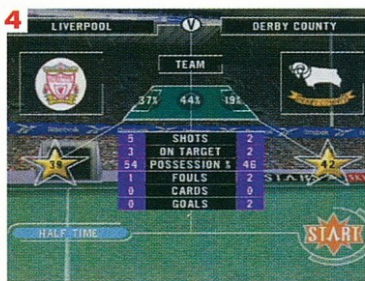 4
LIVERPOOL V DERBY COUNTY
TEAM
37% 44% 19%
5 SHOTS 2
3 ON TARGET 2
54 POSSESSION % 46
1 FOULS 2
0 CARDS 0
0 GOALS 2
39 42
HALF TIME
START